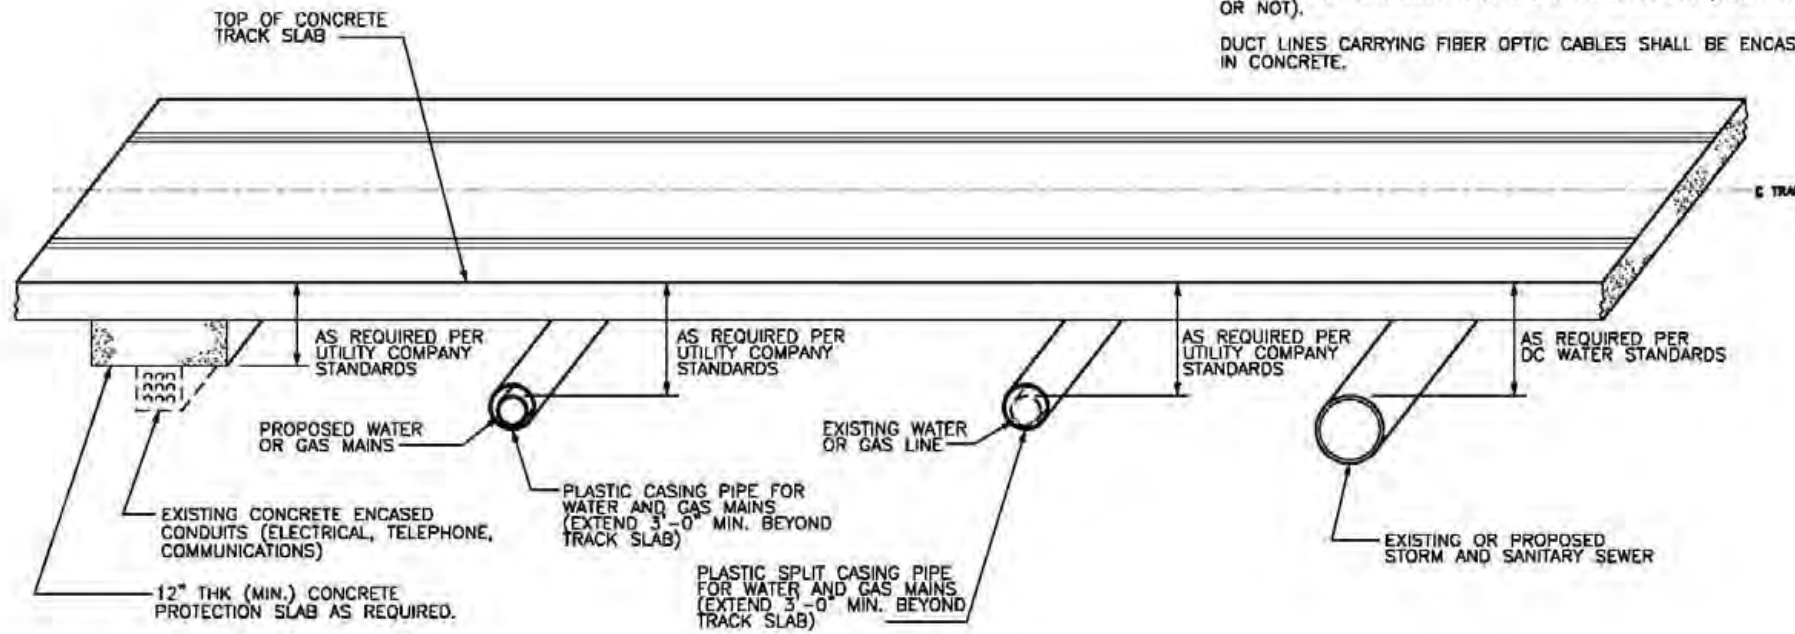 OR NOT).
DUCT LINES CARRYING FIBER OPTIC CABLES SHALL BE ENCAS
IN CONCRETE.
TOP OF CONCRETE
TRACK SLAB
℄ TRA
AS REQUIRED PER
UTILITY COMPANY
STANDARDS
AS REQUIRED PER
UTILITY COMPANY
STANDARDS
AS REQUIRED PER
UTILITY COMPANY
STANDARDS
AS REQUIRED PER
DC WATER STANDARDS
PROPOSED WATER
OR GAS MAINS
EXISTING WATER
OR GAS LINE
PLASTIC CASING PIPE FOR
WATER AND GAS MAINS
(EXTEND 3'-0" MIN. BEYOND
TRACK SLAB)
EXISTING CONCRETE ENCASED
CONDUITS (ELECTRICAL, TELEPHONE,
COMMUNICATIONS)
EXISTING OR PROPOSED
STORM AND SANITARY SEWER
PLASTIC SPLIT CASING PIPE
FOR WATER AND GAS MAINS
(EXTEND 3'-0" MIN. BEYOND
TRACK SLAB)
12" THK (MIN.) CONCRETE
PROTECTION SLAB AS REQUIRED.